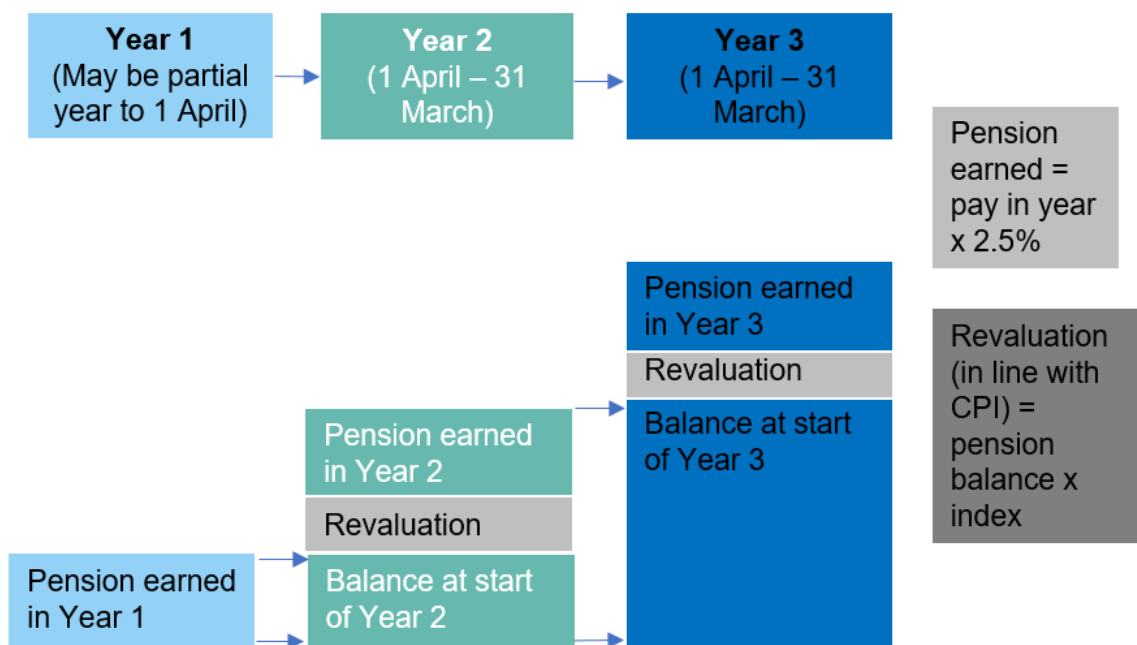 Year 1
(May be partial
year to 1 April)
Year 2
(1 April – 31
March)
Year 3
(1 April – 31
March)
Pension
earned =
pay in year
x 2.5%
Pension earned
in Year 3
Revaluation
Balance at start
of Year 3
Revaluation
(in line with
CPI) =
pension
balance x
index
Pension earned
in Year 2
Revaluation
Balance at start
of Year 2
Pension earned
in Year 1